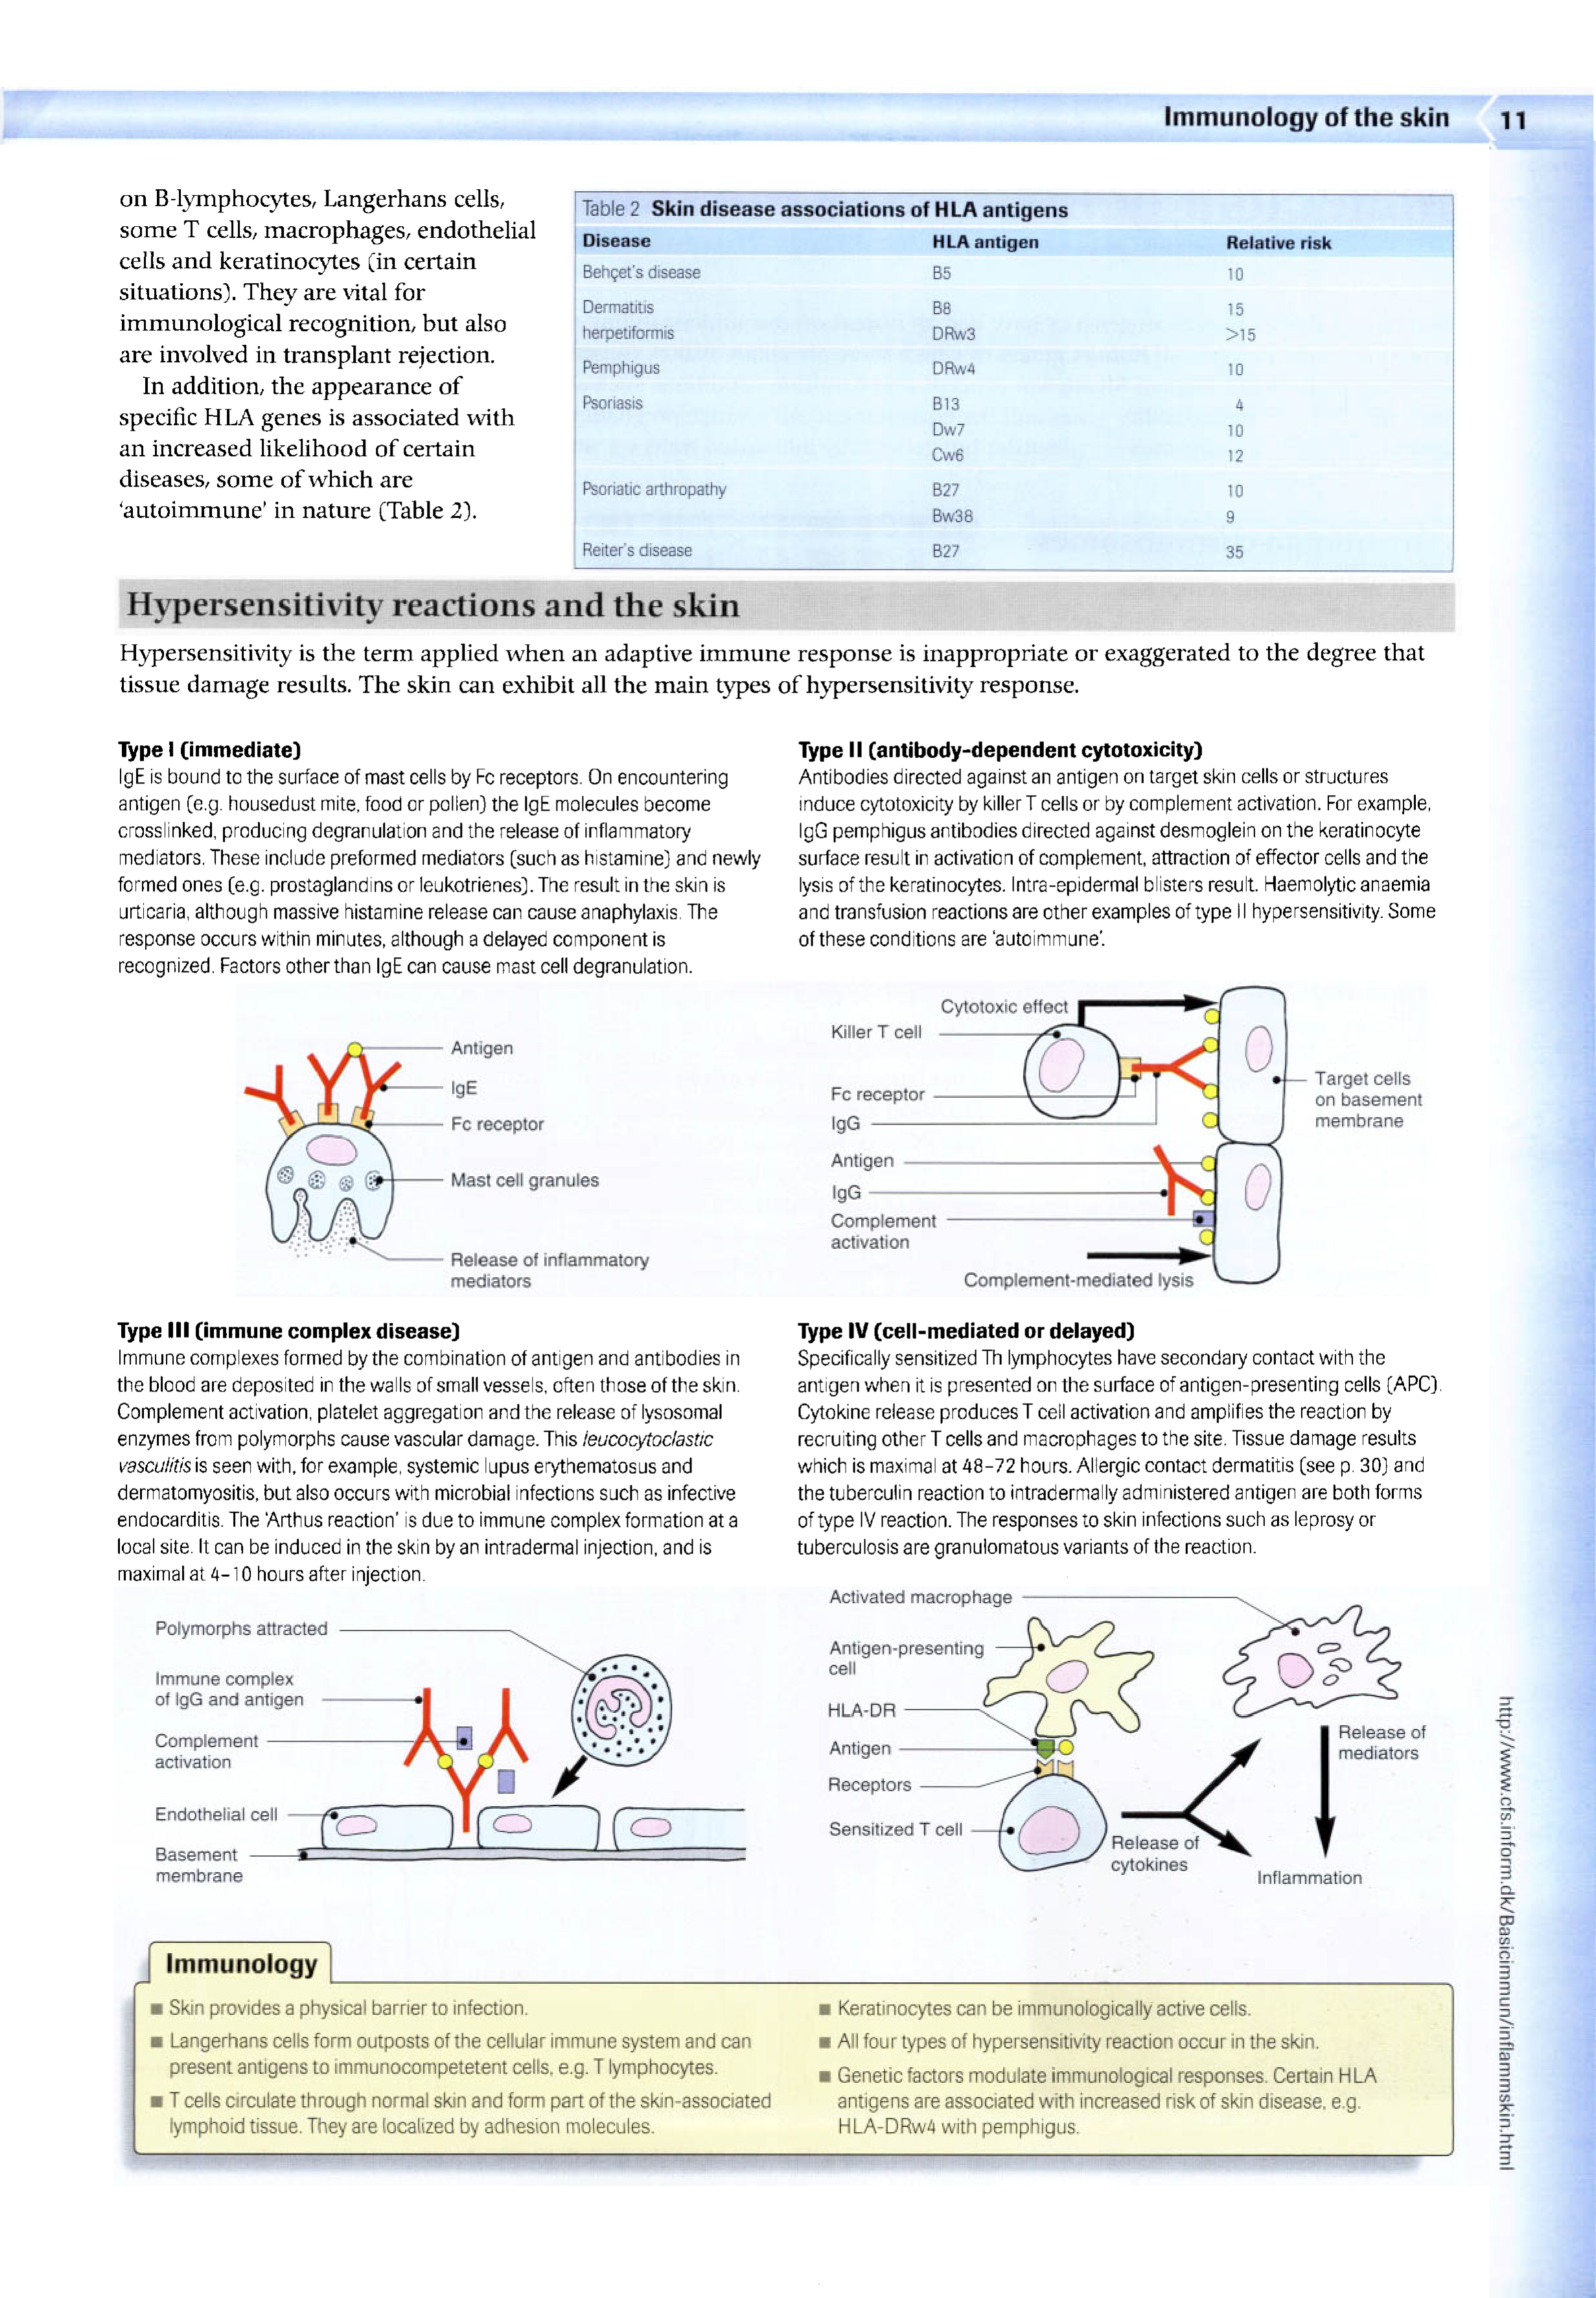 Immunology of the skin 11
on B-lymphocytes, Langerhans cells,
some T cells, macrophages, endothelial
cells and keratinocytes (in certain
situations). They are vital for
immunological recognition, but also
are involved in transplant rejection.
In addition, the appearance of
specific HLA genes is associated with
an increased likelihood of certain
diseases, some of which are
‘autoimmune’ in nature (Table 2).
Table 2 Skin disease associations of HLA antigens
Disease HLA antigen Relative risk
Behçet's disease B5 10
Dermatitis B8 15
herpetiformis DRw3 >15
Pemphigus DRw4 10
Psoriasis B13 4
Dw7 10
Cw6 12
Psoriatic arthropathy B27 10
Bw38 9
Reiter's disease B27 35
Hypersensitivity reactions and the skin
Hypersensitivity is the term applied when an adaptive immune response is inappropriate or exaggerated to the degree that
tissue damage results. The skin can exhibit all the main types of hypersensitivity response.
Type I (immediate)
IgE is bound to the surface of mast cells by Fc receptors. On encountering
antigen (e.g. housedust mite, food or pollen) the IgE molecules become
crosslinked, producing degranulation and the release of inflammatory
mediators. These include preformed mediators (such as histamine) and newly
formed ones (e.g. prostaglandins or leukotrienes). The result in the skin is
urticaria, although massive histamine release can cause anaphylaxis. The
response occurs within minutes, although a delayed component is
recognized. Factors other than IgE can cause mast cell degranulation.
Antigen
IgE
Fc receptor
Mast cell granules
Release of inflammatory
mediators
Type II (antibody-dependent cytotoxicity)
Antibodies directed against an antigen on target skin cells or structures
induce cytotoxicity by killer T cells or by complement activation. For example,
IgG pemphigus antibodies directed against desmoglein on the keratinocyte
surface result in activation of complement, attraction of effector cells and the
lysis of the keratinocytes. Intra-epidermal blisters result. Haemolytic anaemia
and transfusion reactions are other examples of type II hypersensitivity. Some
of these conditions are ‘autoimmune’.
Cytotoxic effect
Killer T cell
Fc receptor
IgG
Antigen
IgG
Complement
activation
Complement-mediated lysis
Target cells
on basement
membrane
Type III (immune complex disease)
Immune complexes formed by the combination of antigen and antibodies in
the blood are deposited in the walls of small vessels, often those of the skin.
Complement activation, platelet aggregation and the release of lysosomal
enzymes from polymorphs cause vascular damage. This leucocytoclastic
vasculitis is seen with, for example, systemic lupus erythematosus and
dermatomyositis, but also occurs with microbial infections such as infective
endocarditis. The ‘Arthus reaction’ is due to immune complex formation at a
local site. It can be induced in the skin by an intradermal injection, and is
maximal at 4–10 hours after injection.
Polymorphs attracted
Immune complex
of IgG and antigen
Complement
activation
Endothelial cell
Basement
membrane
Type IV (cell-mediated or delayed)
Specifically sensitized Th lymphocytes have secondary contact with the
antigen when it is presented on the surface of antigen-presenting cells (APC).
Cytokine release produces T cell activation and amplifies the reaction by
recruiting other T cells and macrophages to the site. Tissue damage results
which is maximal at 48–72 hours. Allergic contact dermatitis (see p. 30) and
the tuberculin reaction to intradermally administered antigen are both forms
of type IV reaction. The responses to skin infections such as leprosy or
tuberculosis are granulomatous variants of the reaction.
Activated macrophage
Antigen-presenting
cell
HLA-DR
Antigen
Receptors
Sensitized T cell
Release of
cytokines
Release of
mediators
Inflammation
Immunology
■ Skin provides a physical barrier to infection.
■ Langerhans cells form outposts of the cellular immune system and can
present antigens to immunocompetetent cells, e.g. T lymphocytes.
■ T cells circulate through normal skin and form part of the skin-associated
lymphoid tissue. They are localized by adhesion molecules.
■ Keratinocytes can be immunologically active cells.
■ All four types of hypersensitivity reaction occur in the skin.
■ Genetic factors modulate immunological responses. Certain HLA
antigens are associated with increased risk of skin disease, e.g.
HLA-DRw4 with pemphigus.
http://www.cfs.inform.dk/Basicimmun/inflammskin.html